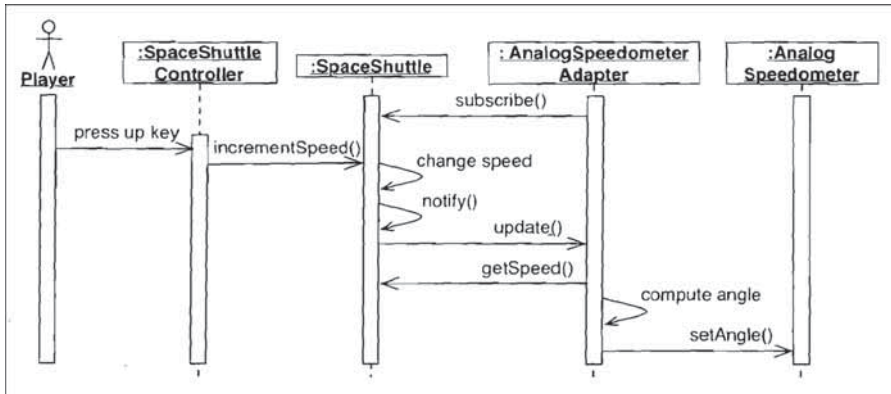 Player
:SpaceShuttle
Controller
:SpaceShuttle
: AnalogSpeedometer
Adapter
:Analog
Speedometer
subscribe()
press up key
incrementSpeed()
change speed
notify()
update()
getSpeed()
compute angle
setAngle()